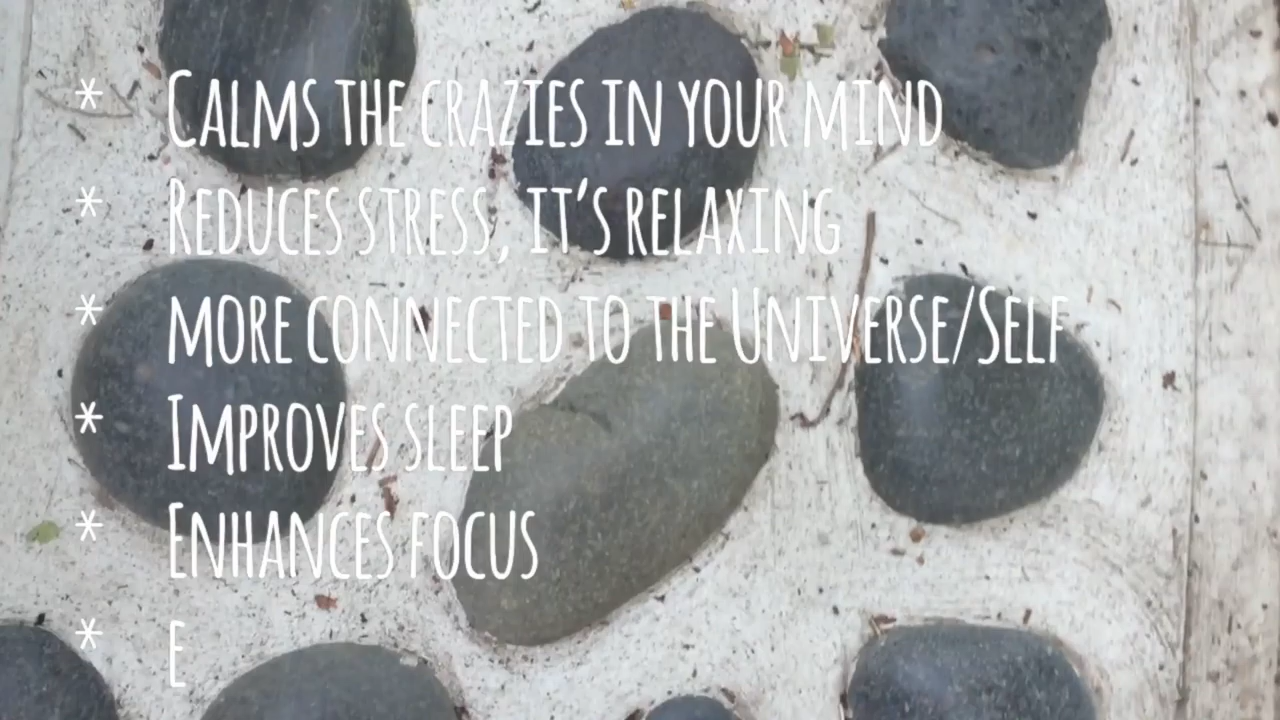 * Calms the crazies in your mind
* Reduces stress, it's relaxing
* more connected to the Universe/Self
* Improves sleep
* Enhances focus
* E